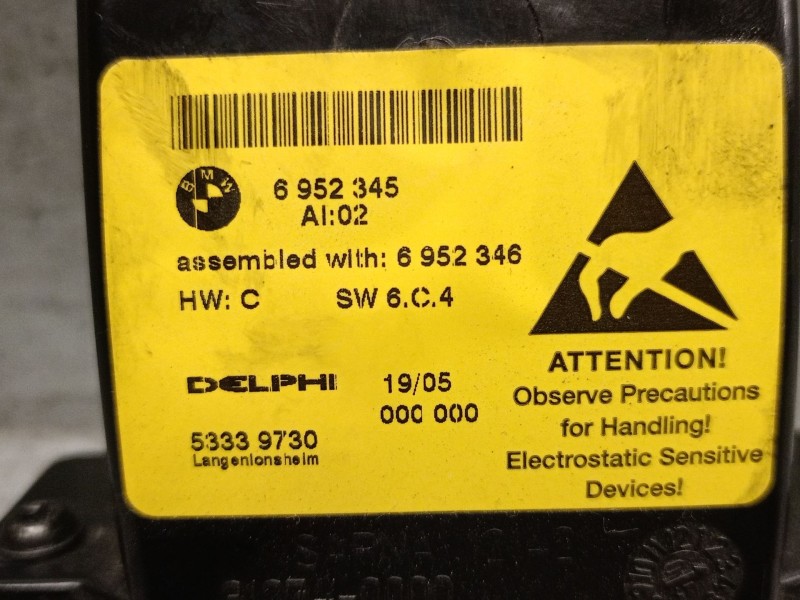 BMW
6 952 345
AI:02
assembled with: 6 952 346
HW: C SW 6.C.4
DELPHI 19/05
000 000
5333 9730
Langenlonsheim
ATTENTION!
Observe Precautions
for Handling!
Electrostatic Sensitive
Devices!